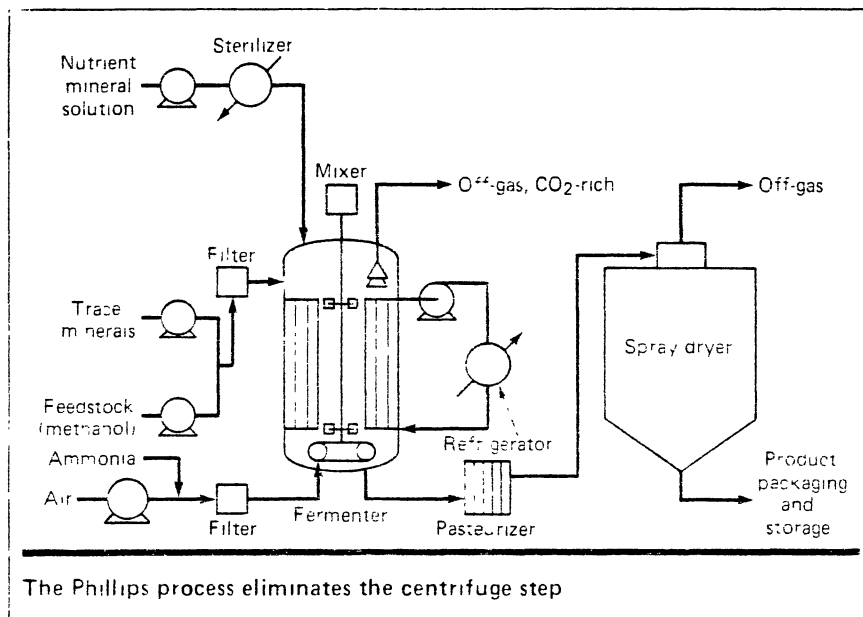 Sterilizer
Nutrient
mineral
solution
Mixer
Off-gas, CO2-rich
Off-gas
Filter
Trace
minerals
Spray dryer
Feedstock
(methanol)
Refrigerator
Ammonia
Air
Filter
Fermenter
Pasteurizer
Product
packaging
and
storage
The Phillips process eliminates the centrifuge step